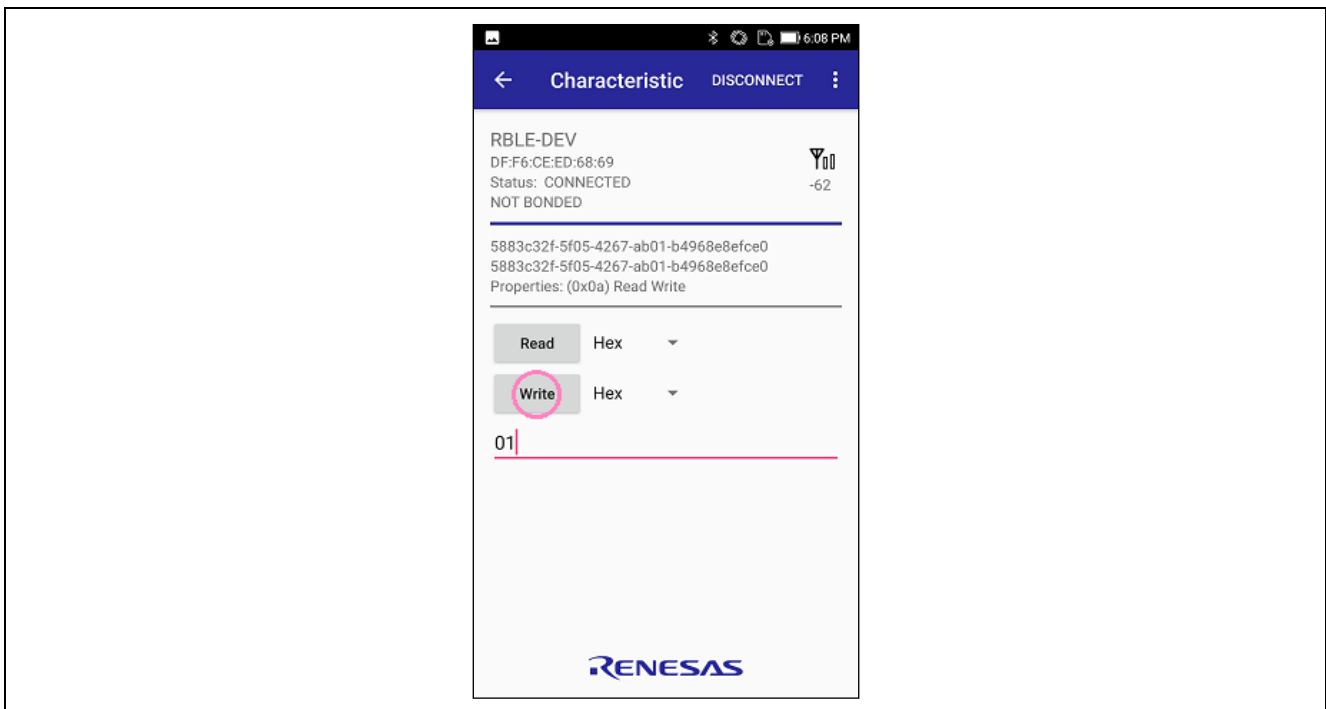 6:08 PM
Characteristic DISCONNECT
RBLE-DEV
DF:F6:CE:ED:68:69
Status: CONNECTED
-62
NOT BONDED
5883c32f-5f05-4267-ab01-b4968e8efce0
5883c32f-5f05-4267-ab01-b4968e8efce0
Properties: (0x0a) Read Write
Read Hex
Write Hex
01
RENESAS